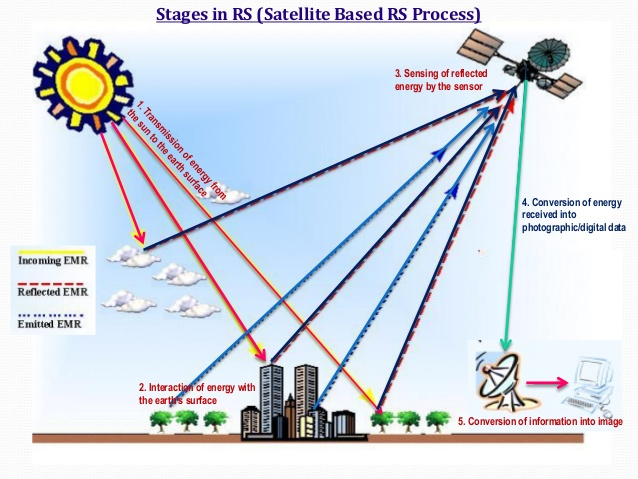 Stages in RS (Satellite Based RS Process)
3. Sensing of reflected
energy by the sensor
1. Transmission of energy from
the sun to the earth surface
4. Conversion of energy
received into
photographic/digital data
Incoming EMR
Reflected EMR
Emitted EMR
2. Interaction of energy with
the earth's surface
5. Conversion of information into image